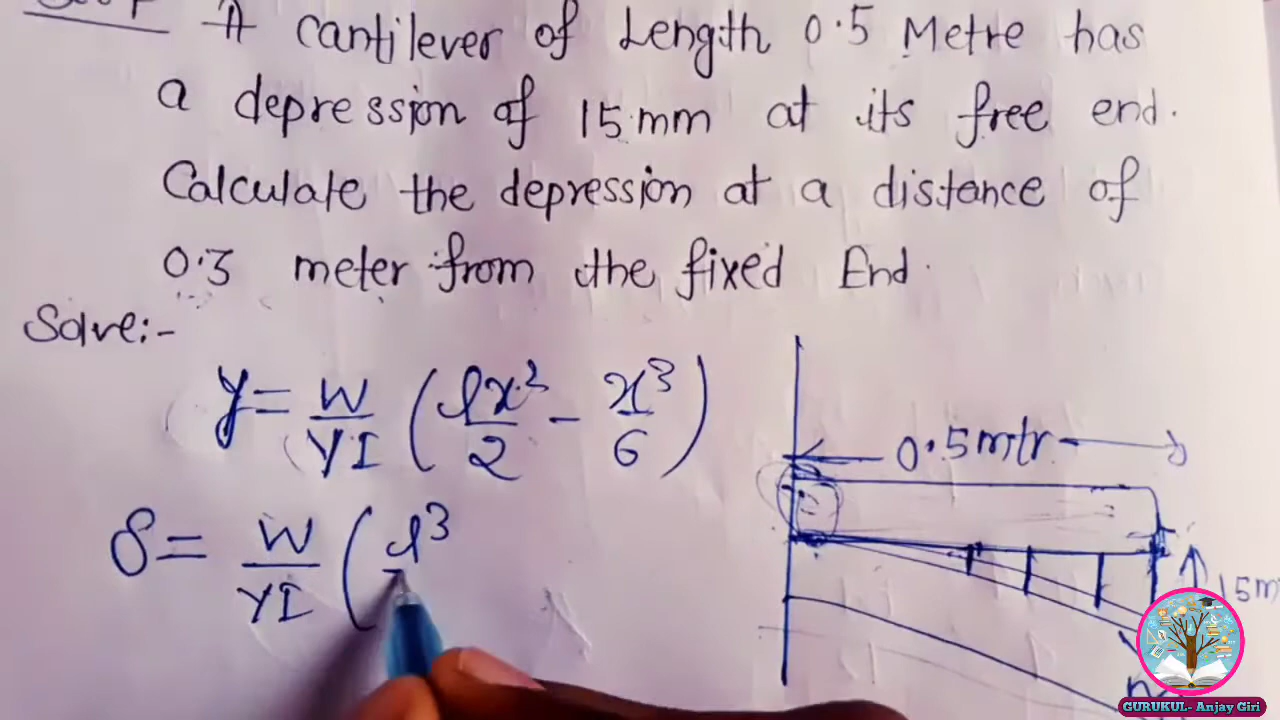 A cantilever of Length 0.5 Metre has
a depression of 15 mm at its free end.
Calculate the depression at a distance of
0.3 meter from the fixed End.
Solve:-
y = W/YI (lx²/2 - x³/6)
δ = W/YI (l³
0.5 mtr
15m
GURUKUL- Anjay Giri